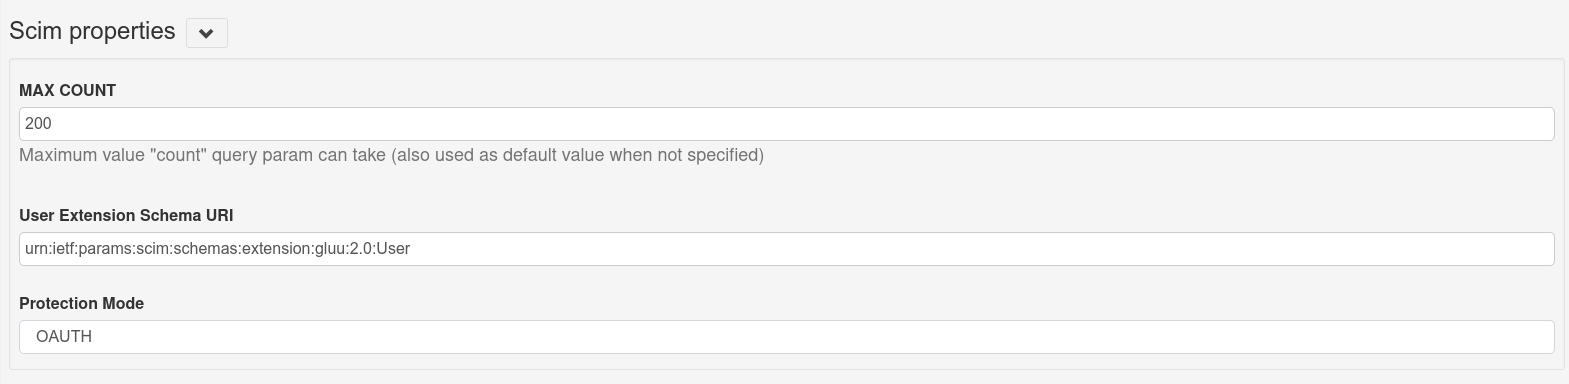 Scim properties
MAX COUNT
200
Maximum value "count" query param can take (also used as default value when not specified)
User Extension Schema URI
urn:ietf:params:scim:schemas:extension:gluu:2.0:User
Protection Mode
OAUTH